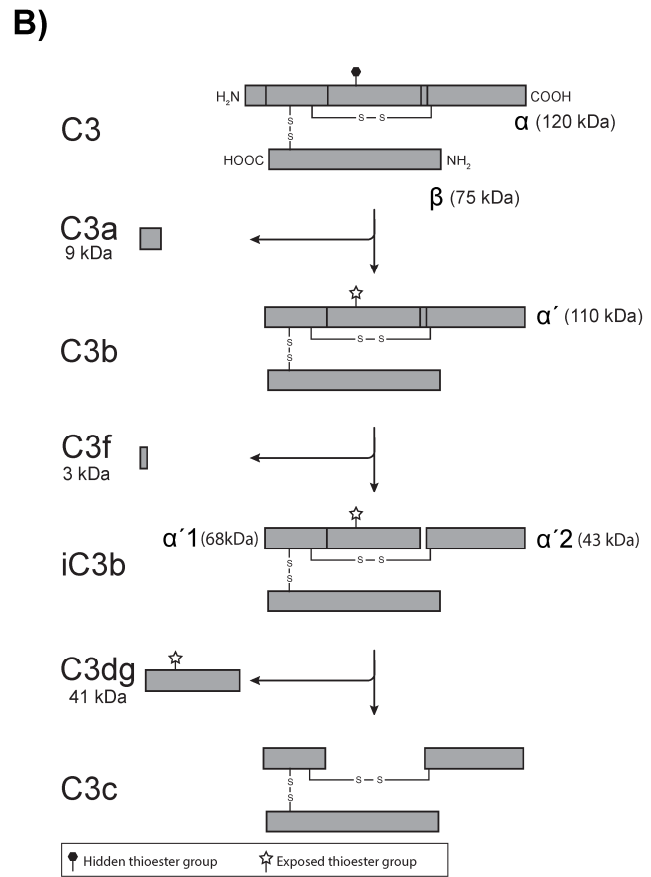 B)
H₂N COOH
C3
S
S
S S
α (120 kDa)
HOOC NH₂
β (75 kDa)
C3a
9 kDa
α´ (110 kDa)
C3b
S
S
S S
C3f
3 kDa
α´1 (68kDa) α´2 (43 kDa)
iC3b
S
S
S S
C3dg
41 kDa
C3c
S
S
S S
Hidden thioester group Exposed thioester group